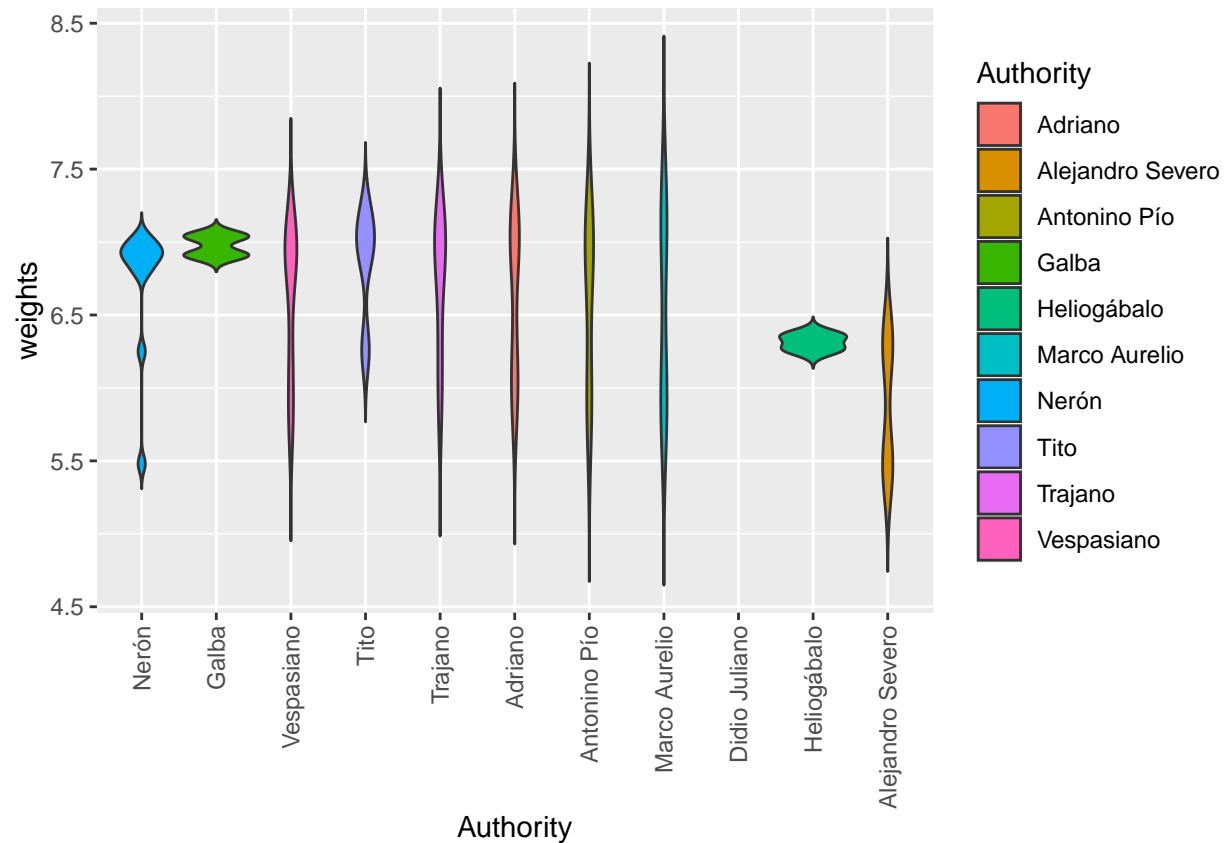 8.5
7.5
6.5
5.5
4.5
weights
Nerón
Galba
Vespasiano
Tito
Trajano
Adriano
Antonino Pío
Marco Aurelio
Didio Juliano
Heliogábalo
Alejandro Severo
Authority
Authority
Adriano
Alejandro Severo
Antonino Pío
Galba
Heliogábalo
Marco Aurelio
Nerón
Tito
Trajano
Vespasiano